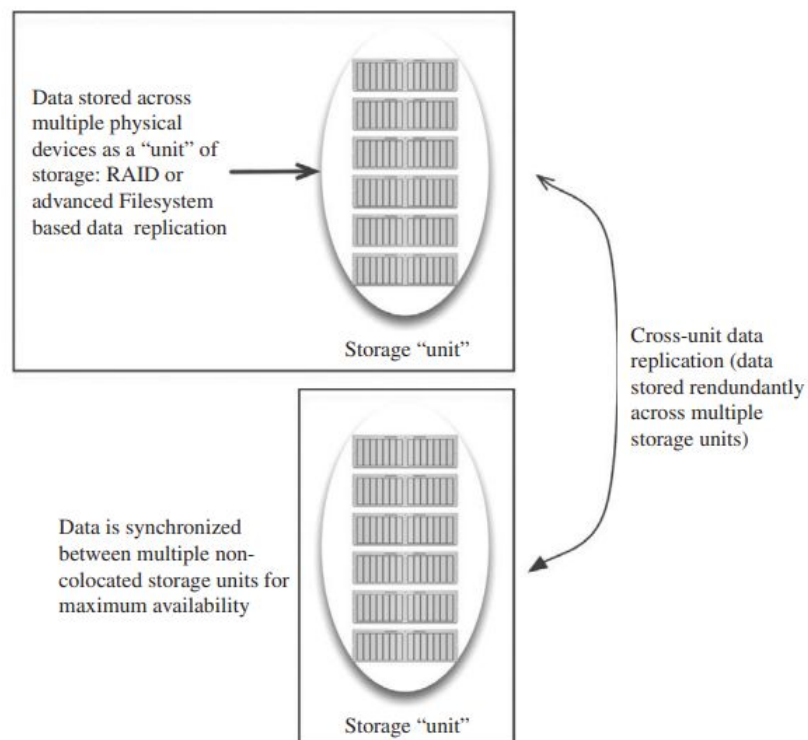 Data stored across
multiple physical
devices as a “unit” of
storage: RAID or
advanced Filesystem
based data replication
Storage “unit”
Cross-unit data
replication (data
stored rendundantly
across multiple
storage units)
Data is synchronized
between multiple non-
colocated storage units for
maximum availability
Storage “unit”